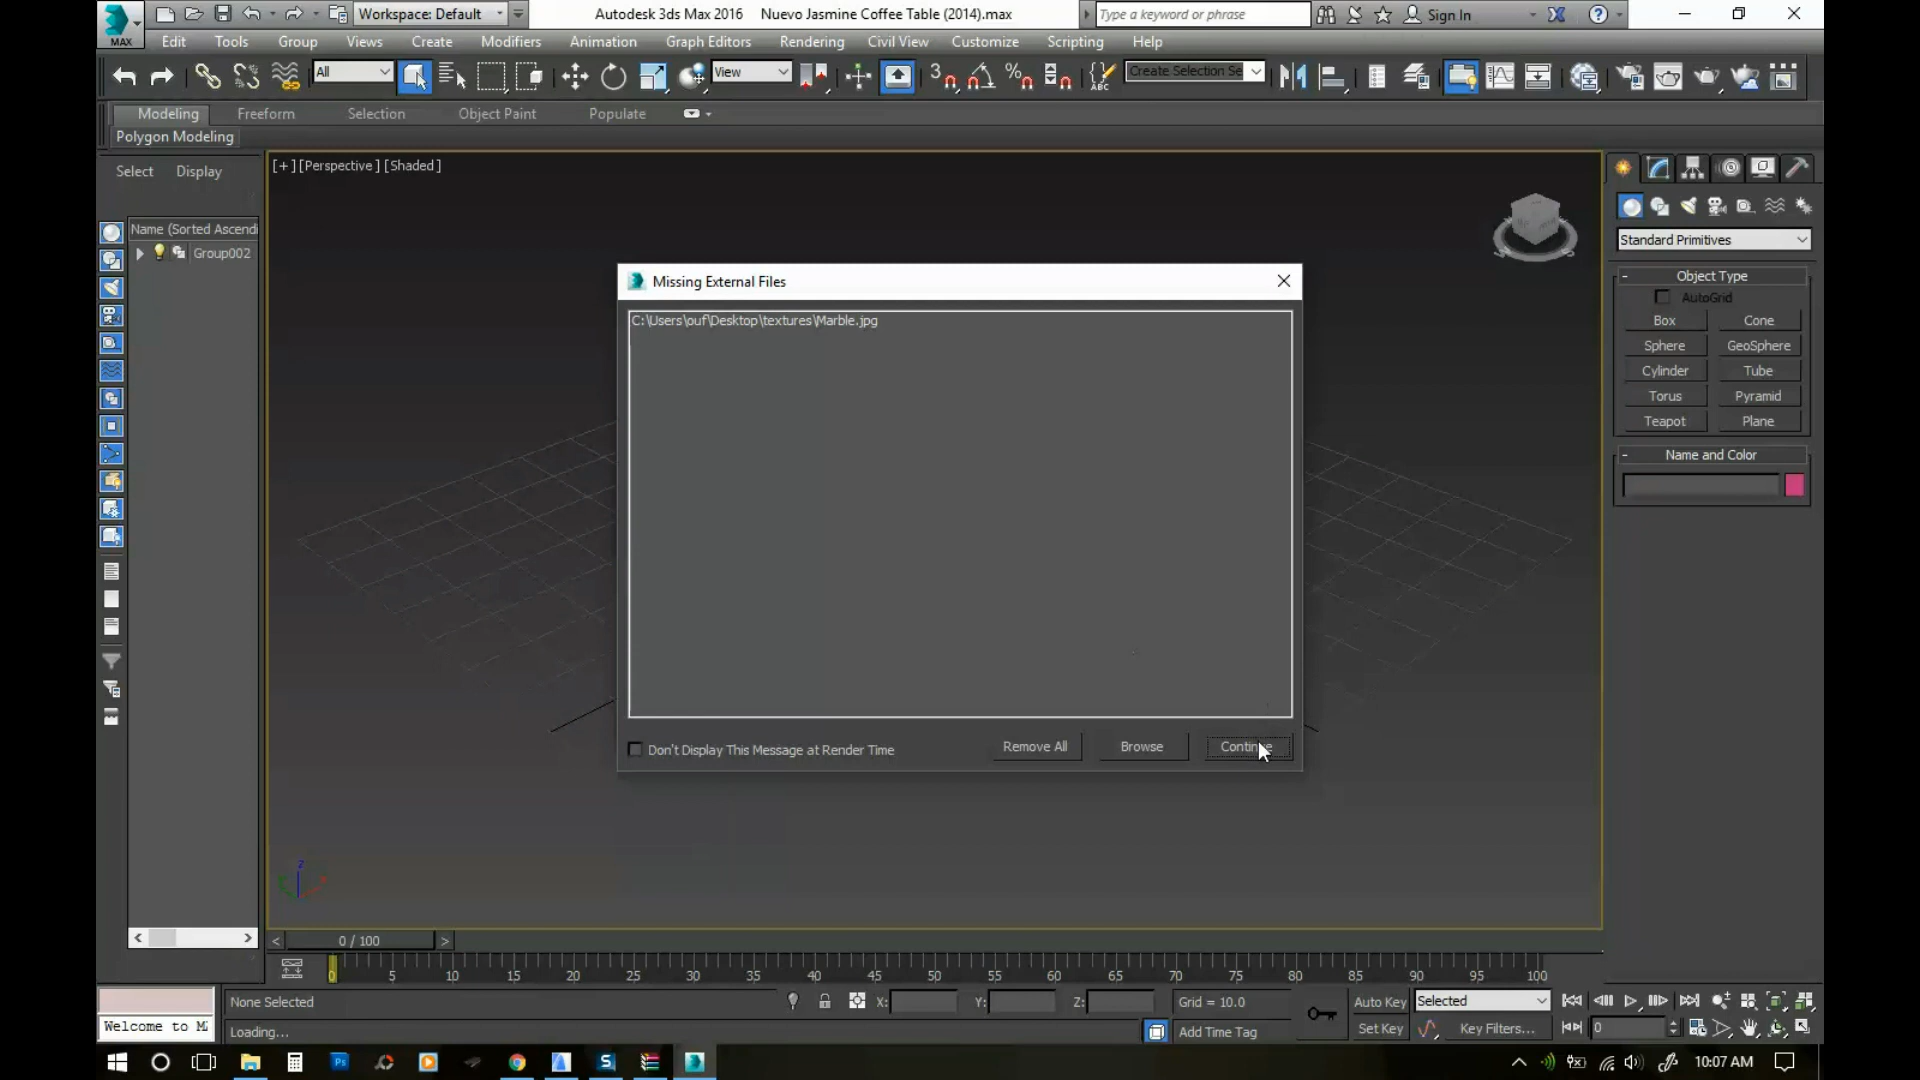 Workspace: Default
Autodesk 3ds Max 2016 Nuevo Jasmine Coffee Table (2014).max
Type a keyword or phrase
Sign In
MAX
Edit Tools Group Views Create Modifiers Animation Graph Editors Rendering Civil View Customize Scripting Help
All
View
3
ABC
Create Selection Se
Modeling Freeform Selection Object Paint Populate
Polygon Modeling
Select Display
Name (Sorted Ascendi
Group002
[+] [Perspective] [Shaded]
Missing External Files
C:\Users\ouf\Desktop\textures\Marble.jpg
Don't Display This Message at Render Time
Remove All Browse Continue
Standard Primitives
- Object Type
AutoGrid
Box Cone
Sphere GeoSphere
Cylinder Tube
Torus Pyramid
Teapot Plane
- Name and Color
z
< 0 / 100 >
0 5 10 15 20 25 30 35 40 45 50 55 60 65 70 75 80 85 90 95 100
None Selected
X: Y: Z:
Grid = 10.0
Auto Key Selected
Welcome to M
Loading...
Add Time Tag
Set Key Key Filters...
0
Ps
S
10:07 AM